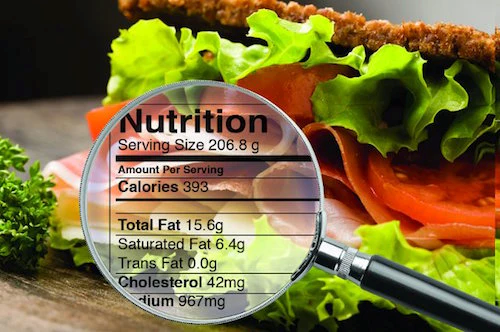 Nutrition
Serving Size 206.8 g
Amount Per Serving
Calories 393
Total Fat 15.6g
Saturated Fat 6.4g
Trans Fat 0.0g
Cholesterol 42mg
dium 967mg